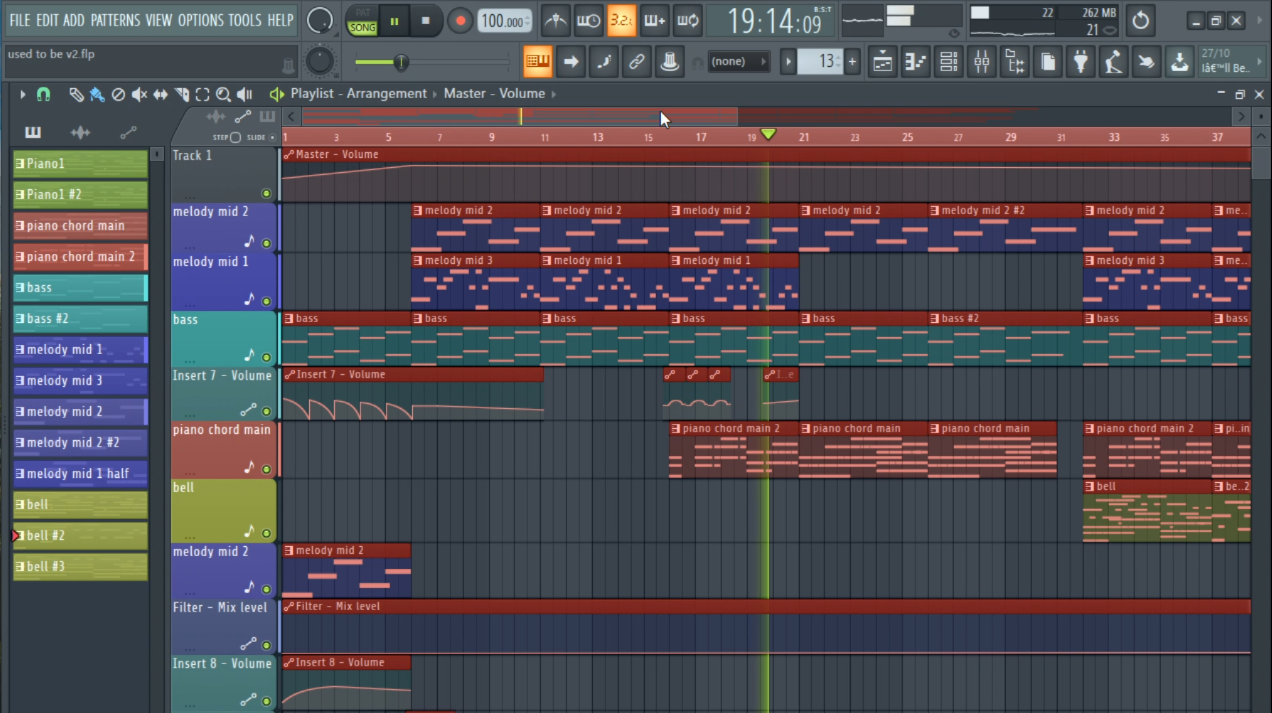 FILE EDIT ADD PATTERNS VIEW OPTIONS TOOLS HELP
PAT
SONG
100.000
3.2
19:14:09
B:S:T
22
262 MB
21
used to be v2.flp
(none)
13
27/10
Iâ€™ll Be..
Playlist - Arrangement › Master - Volume ›
STEP SLIDE
1 3 5 7 9 11 13 15 17 19 21 23 25 27 29 31 33 35 37
Piano1
Piano1 #2
piano chord main
piano chord main 2
bass
bass #2
melody mid 1
melody mid 3
melody mid 2
melody mid 2 #2
melody mid 1 half
bell
bell #2
bell #3
Track 1
Master - Volume
melody mid 2
melody mid 2 melody mid 2 melody mid 2 melody mid 2 melody mid 2 #2 melody mid 2 me..
melody mid 1
melody mid 3 melody mid 1 melody mid 1 melody mid 3 me..
bass
bass bass bass bass bass bass #2 bass bass
Insert 7 - Volume
Insert 7 - Volume
piano chord main
piano chord main 2 piano chord main piano chord main piano chord main 2 pi..in
bell
bell be..2
melody mid 2
melody mid 2
Filter - Mix level
Filter - Mix level
Insert 8 - Volume
Insert 8 - Volume